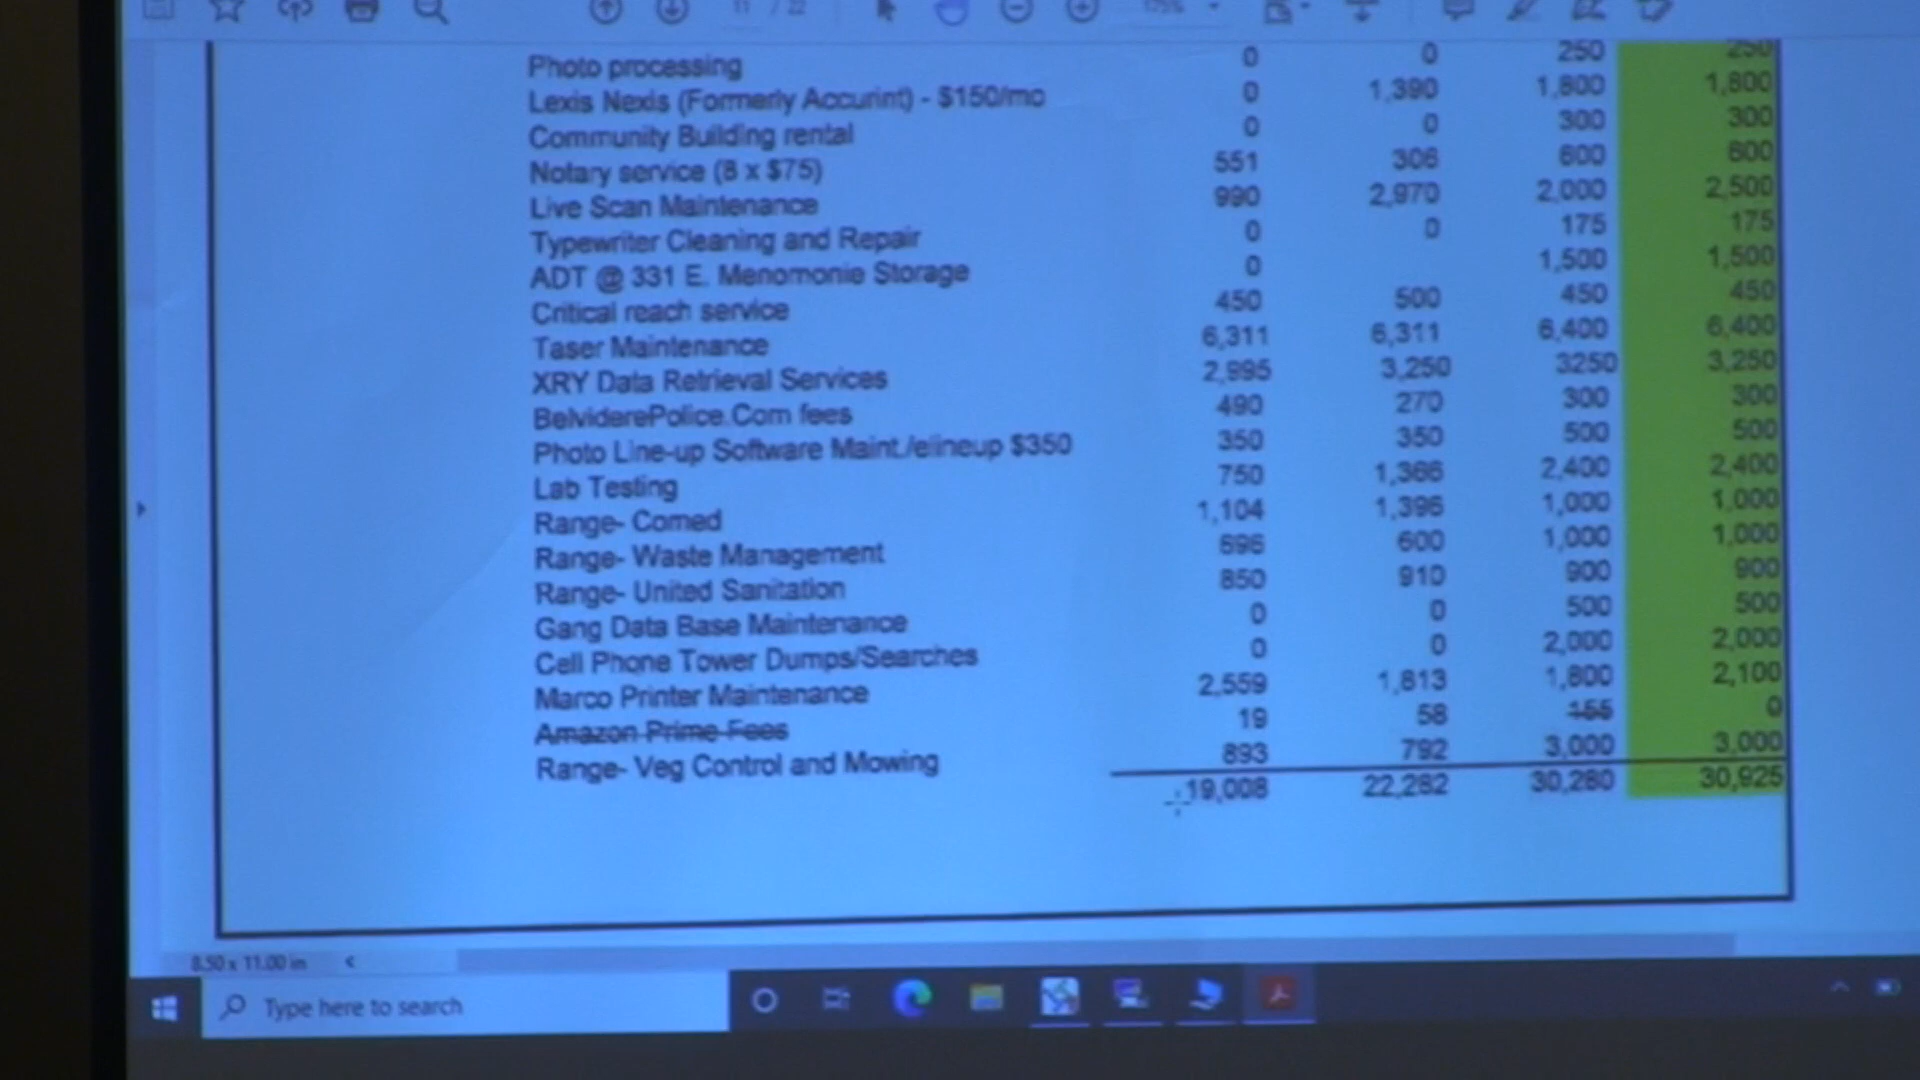 11 / 22 175%
Photo processing 0 0 250 250
Lexis Nexis (Formerly Accurint) - $150/mo 0 1,390 1,800 1,800
Community Building rental 0 0 300 300
Notary service (8 x $75) 551 306 600 600
Live Scan Maintenance 990 2,970 2,000 2,500
Typewriter Cleaning and Repair 0 0 175 175
ADT @ 331 E. Menomonie Storage 0 1,500 1,500
Critical reach service 450 500 450 450
Taser Maintenance 6,311 6,311 6,400 6,400
XRY Data Retrieval Services 2,995 3,250 3250 3,250
BelviderePolice.Com fees 490 270 300 300
Photo Line-up Software Maint./elineup $350 350 350 500 500
Lab Testing 750 1,366 2,400 2,400
Range- Comed 1,104 1,396 1,000 1,000
Range- Waste Management 696 600 1,000 1,000
Range- United Sanitation 850 910 900 900
Gang Data Base Maintenance 0 0 500 500
Cell Phone Tower Dumps/Searches 0 0 2,000 2,000
Marco Printer Maintenance 2,559 1,813 1,800 2,100
Amazon Prime Fees 19 58 155 0
Range- Veg Control and Mowing 893 792 3,000 3,000
19,008 22,282 30,280 30,925
8.50 x 11.00 in
Type here to search